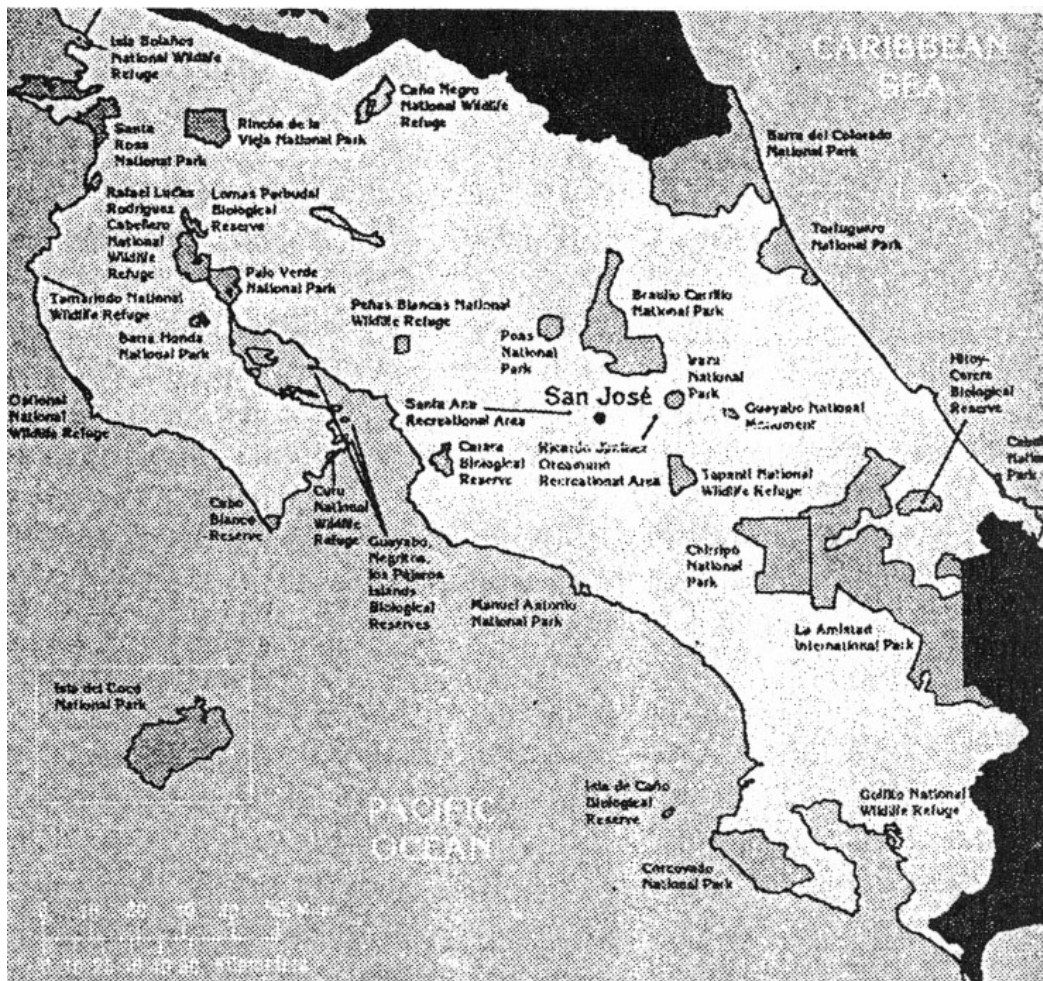 Isla Bolaños
National Wildlife
Refuge
CARIBBEAN
SEA
Caño Negro
National Wildlife
Refuge
Santa
Rosa
National Park
Rincón de la
Vieja National Park
Barra del Colorado
National Park
Rafael Lucas
Rodriguez
Cabeñero
National
Wildlife
Refuge
Lomas Parbudal
Biological
Reserve
Tortuguero
National Park
Palo Verde
National Park
Tamarindo National
Wildlife Refuge
Peñas Blancas National
Wildlife Refuge
Braulio Carrillo
National Park
Barra Honda
National Park
Poas
National
Park
Irazu
National
Park
Hitoy-
Cerere
Biological
Reserve
Ostional
National
Wildlife Refuge
Santa Ana
Recreational Area
San José
Guayabo National
Monument
Carara
Biological
Reserve
Ricardo
Oreamuno
Recreational Area
Tapanti National
Wildlife Refuge
National
Park
Cabo
Blanco
Reserve
Curu
National
Wildlife
Refuge
Guayabo,
Negritos,
los Pájaros
Islands
Biological
Reserves
Chirripó
National
Park
Manuel Antonio
National Park
La Amistad
International Park
Isla del Coco
National Park
Isla de Caño
Biological
Reserve
Golfito National
Wildlife Refuge
PACIFIC
OCEAN
Corcovado
National Park